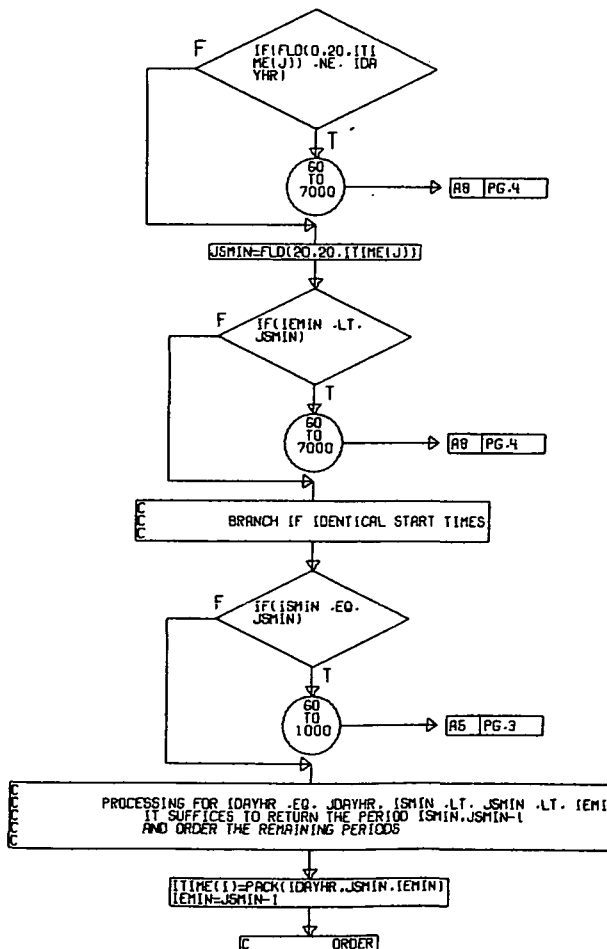 F
IF(FLD(0.20.ITI
ME(J)) .NE. IDA
YHR)
T
GO
TO
7000
A8 PG.4
JSMIN=FLD(20.20.ITIME(J))
F
IF(IEMIN .LT.
JSMIN)
T
GO
TO
7000
A8 PG.4
C
C BRANCH IF IDENTICAL START TIMES
C
F
IF(ISMIN .EQ.
JSMIN)
T
GO
TO
1000
A5 PG.3
C
C PROCESSING FOR IDAYHR .EQ. JDAYHR. ISMIN .LT. JSMIN .LT. IEMI
C IT SUFFICES TO RETURN THE PERIOD ISMIN.JSMIN-1
C AND ORDER THE REMAINING PERIODS
C
ITIME(I)=PACK(IDAYHR.JSMIN.IEMIN)
IEMIN=JSMIN-1
C ORDER